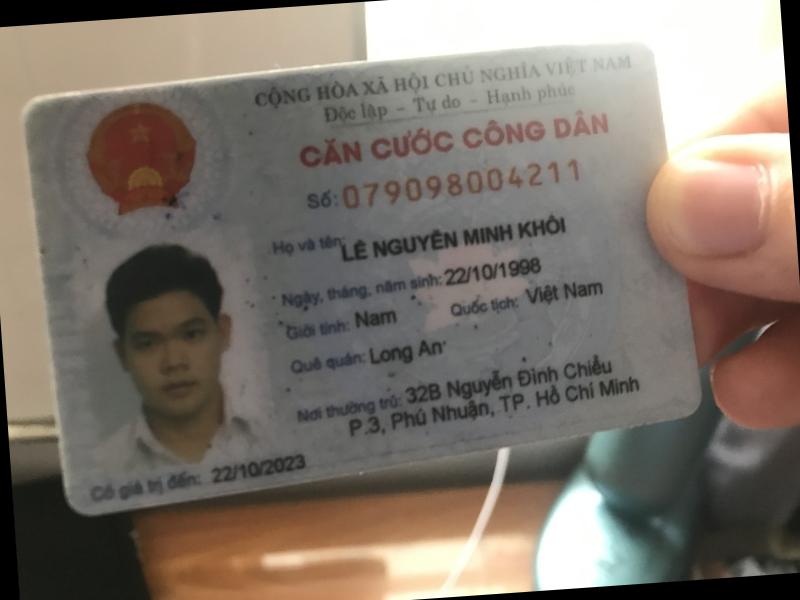 CỘNG HÒA XÃ HỘI CHỦ NGHĨA VIỆT NAM
Độc lập - Tự do - Hạnh phúc
CĂN CƯỚC CÔNG DÂN
Số: 079098004211
Họ và tên: LÊ NGUYỄN MINH KHÔI
Ngày, tháng, năm sinh: 22/10/1998
Giới tính: Nam Quốc tịch: Việt Nam
Quê quán: Long An
Nơi thường trú: 32B Nguyễn Đình Chiểu
P.3, Phú Nhuận, TP. Hồ Chí Minh
Có giá trị đến: 22/10/2023